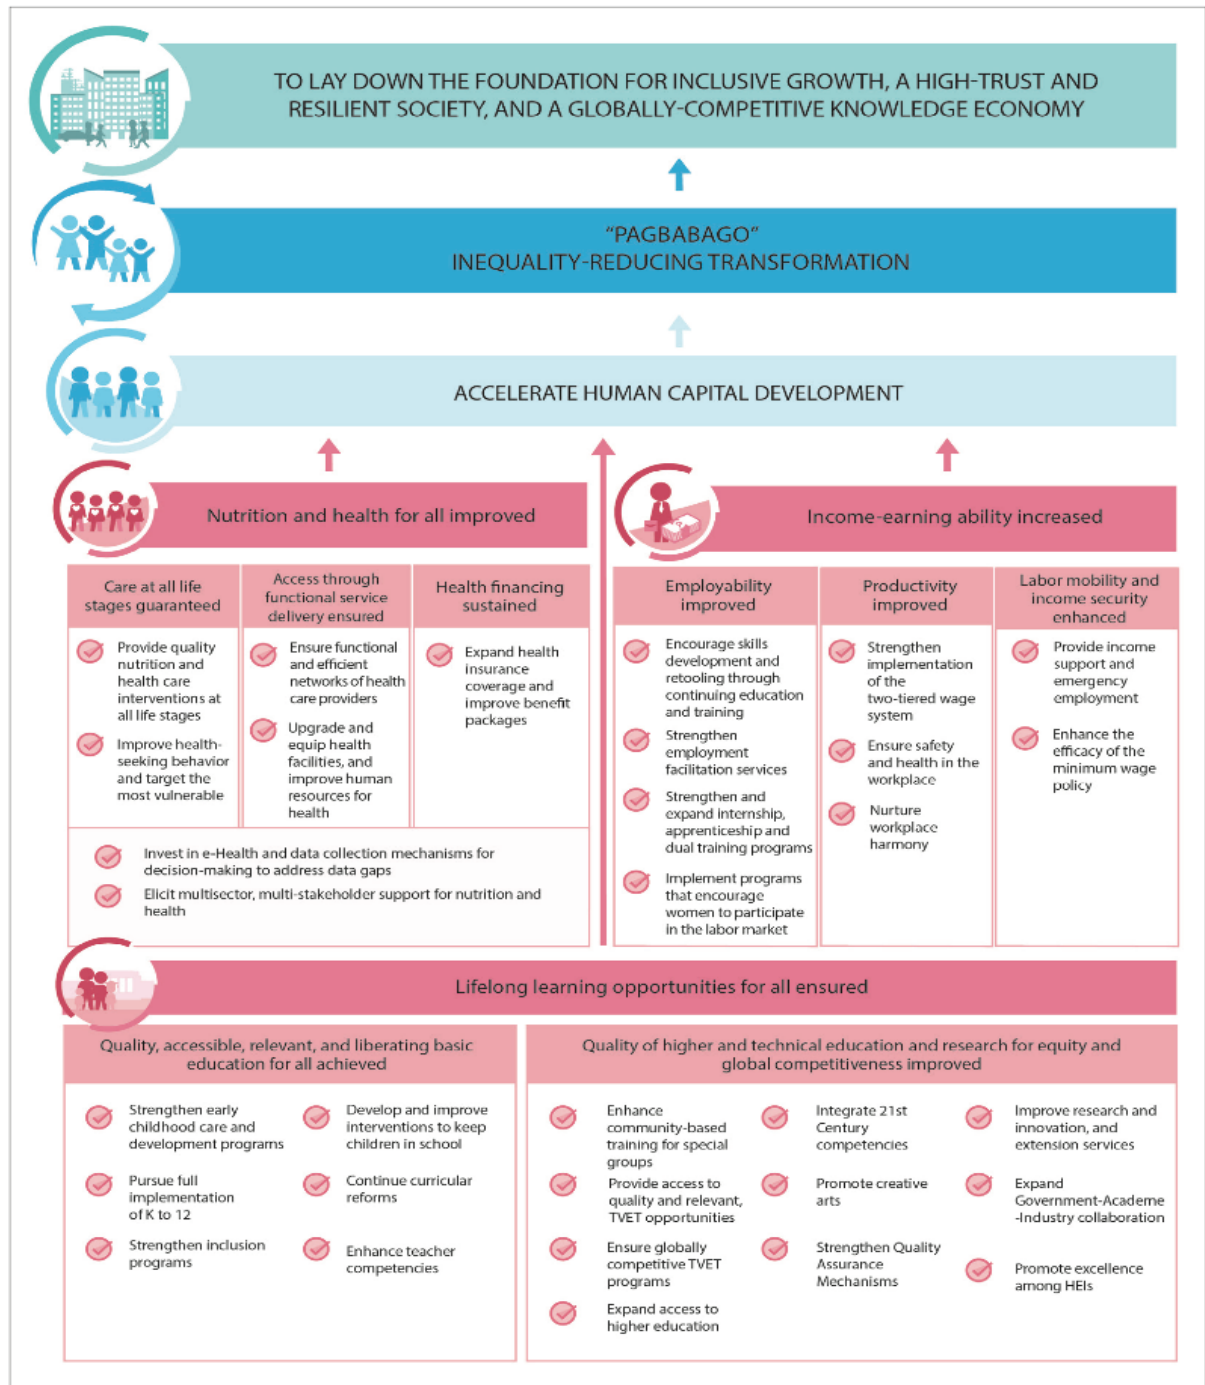 TO LAY DOWN THE FOUNDATION FOR INCLUSIVE GROWTH, A HIGH-TRUST AND
RESILIENT SOCIETY, AND A GLOBALLY-COMPETITIVE KNOWLEDGE ECONOMY
"PAGBABAGO"
INEQUALITY-REDUCING TRANSFORMATION
ACCELERATE HUMAN CAPITAL DEVELOPMENT
Nutrition and health for all improved
Care at all life
stages guaranteed
Provide quality
nutrition and
health care
interventions at
all life stages
Improve health-
seeking behavior
and target the
most vulnerable
Access through
functional service
delivery ensured
Ensure functional
and efficient
networks of health
care providers
Upgrade and
equip health
facilities, and
improve human
resources for
health
Health financing
sustained
Expand health
insurance
coverage and
improve benefit
packages
Invest in e-Health and data collection mechanisms for
decision-making to address data gaps
Elicit multisector, multi-stakeholder support for nutrition and
health
Income-earning ability increased
Employability
improved
Encourage skills
development and
retooling through
continuing education
and training
Strengthen
employment
facilitation services
Strengthen and
expand internship,
apprenticeship and
dual training programs
Implement programs
that encourage
women to participate
in the labor market
Productivity
improved
Strengthen
implementation
of the
two-tiered wage
system
Ensure safety
and health in the
workplace
Nurture
workplace
harmony
Labor mobility and
income security
enhanced
Provide income
support and
emergency
employment
Enhance the
efficacy of the
minimum wage
policy
Lifelong learning opportunities for all ensured
Quality, accessible, relevant, and liberating basic
education for all achieved
Strengthen early
childhood care and
development programs
Pursue full
implementation
of K to 12
Strengthen inclusion
programs
Develop and improve
interventions to keep
children in school
Continue curricular
reforms
Enhance teacher
competencies
Quality of higher and technical education and research for equity and
global competitiveness improved
Enhance
community-based
training for special
groups
Provide access to
quality and relevant,
TVET opportunities
Ensure globally
competitive TVET
programs
Expand access to
higher education
Integrate 21st
Century
competencies
Promote creative
arts
Strengthen Quality
Assurance
Mechanisms
Improve research and
innovation, and
extension services
Expand
Government-Academe
-Industry collaboration
Promote excellence
among HEIs